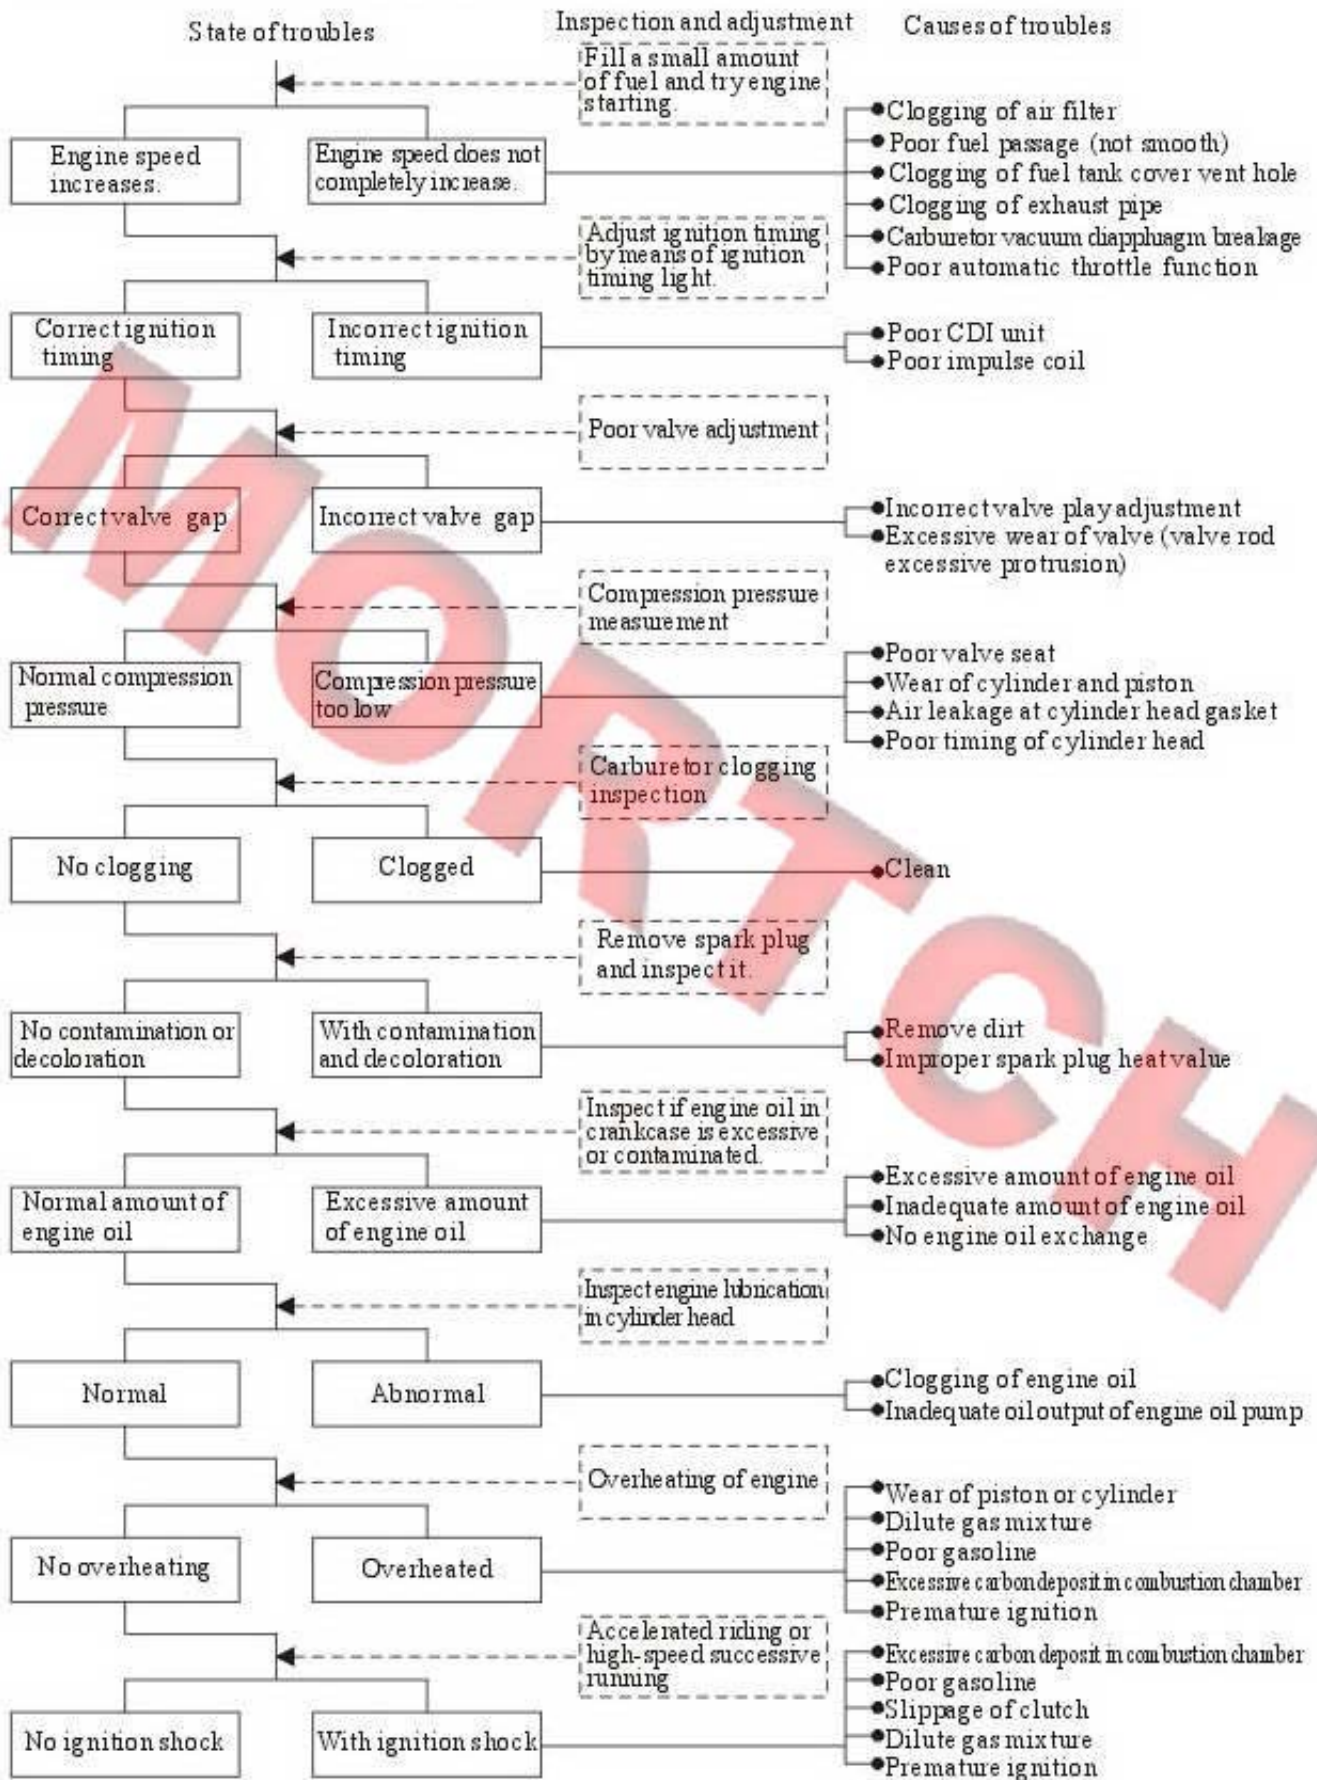 State of troubles
Inspection and adjustment
Causes of troubles
Fill a small amount
of fuel and try engine
starting.
Engine speed
increases.
Engine speed does not
completely increase.
Clogging of air filter
Poor fuel passage (not smooth)
Clogging of fuel tank cover vent hole
Clogging of exhaust pipe
Carburetor vacuum diapphragm breakage
Poor automatic throttle function
Adjust ignition timing
by means of ignition
timing light.
Correct ignition
timing
Incorrect ignition
timing
Poor CDI unit
Poor impulse coil
Poor valve adjustment
Correct valve gap
Incorrect valve gap
Incorrect valve play adjustment
Excessive wear of valve (valve rod
excessive protrusion)
Compression pressure
measurement
Normal compression
pressure
Compression pressure
too low
Poor valve seat
Wear of cylinder and piston
Air leakage at cylinder head gasket
Poor timing of cylinder head
Carburetor clogging
inspection
No clogging
Clogged
Clean
Remove spark plug
and inspect it.
No contamination or
decoloration
With contamination
and decoloration
Remove dirt
Improper spark plug heat value
Inspect if engine oil in
crankcase is excessive
or contaminated.
Normal amount of
engine oil
Excessive amount
of engine oil
Excessive amount of engine oil
Inadequate amount of engine oil
No engine oil exchange
Inspect engine lubrication
in cylinder head
Normal
Abnormal
Clogging of engine oil
Inadequate oil output of engine oil pump
Overheating of engine
No overheating
Overheated
Wear of piston or cylinder
Dilute gas mixture
Poor gasoline
Excessive carbon deposit in combustion chamber
Premature ignition
Accelerated riding or
high-speed successive
running
No ignition shock
With ignition shock
Excessive carbon deposit in combustion chamber
Poor gasoline
Slippage of clutch
Dilute gas mixture
Premature ignition
MORTCH